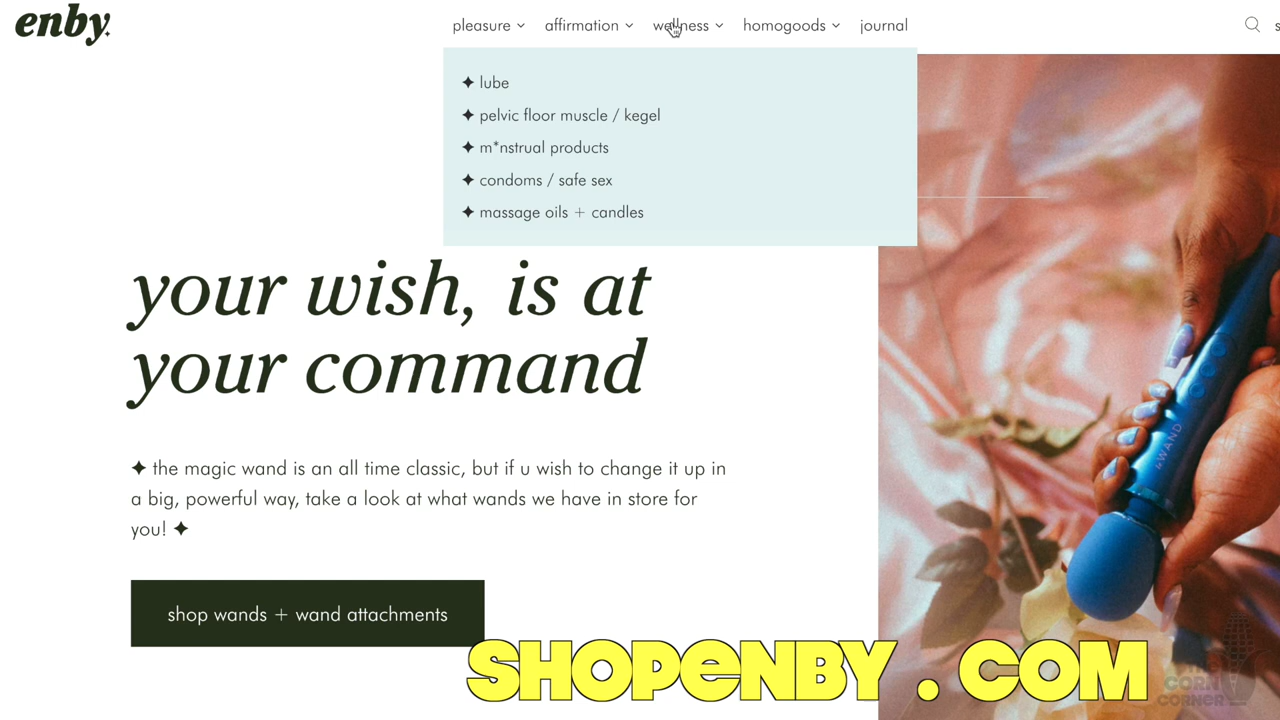 enby.
pleasure affirmation wellness homogoods journal
lube
pelvic floor muscle / kegel
m*nstrual products
condoms / safe sex
massage oils + candles
your wish, is at
your command
the magic wand is an all time classic, but if u wish to change it up in
a big, powerful way, take a look at what wands we have in store for
you!
shop wands + wand attachments
WAND
SHOPENBY . COM
CORN
CORNER